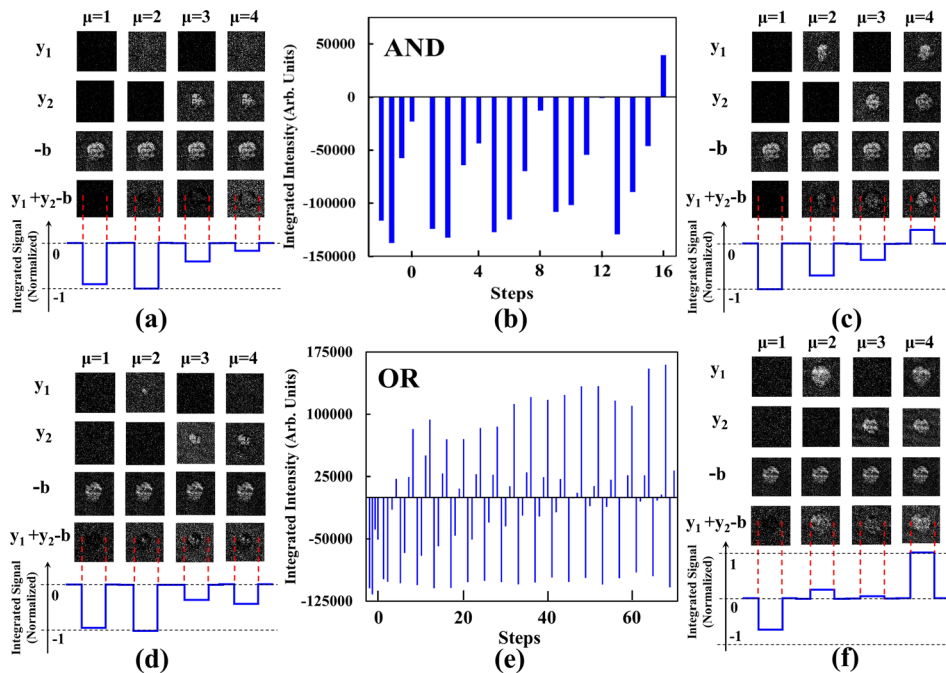 μ=1 μ=2 μ=3 μ=4
y1
y2
-b
y1+y2-b
0
-1
Integrated Signal
(Normalized)
(a)
AND
50000
25000
0
-50000
-100000
-150000
Integrated Intensity (Arb. Units)
0 4 8 12 16
Steps
(b)
μ=1 μ=2 μ=3 μ=4
y1
y2
-b
y1+y2-b
0
-1
Integrated Signal
(Normalized)
(c)
μ=1 μ=2 μ=3 μ=4
y1
y2
-b
y1+y2-b
0
-1
Integrated Signal
(Normalized)
(d)
OR
175000
100000
25000
-50000
-125000
Integrated Intensity (Arb. Units)
0 20 40 60
Steps
(e)
μ=1 μ=2 μ=3 μ=4
y1
y2
-b
y1+y2-b
1
0
-1
Integrated Signal
(Normalized)
(f)